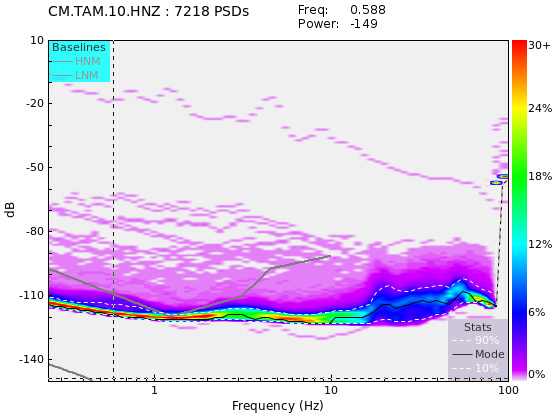 CM.TAM.10.HNZ : 7218 PSDs
Freq: 0.588
Power: -149
Baselines
HNM
LNM
10
-20
-50
-80
-110
-140
dB
1
10
100
Frequency (Hz)
Stats
90%
Mode
10%
30+
24%
18%
12%
6%
0%